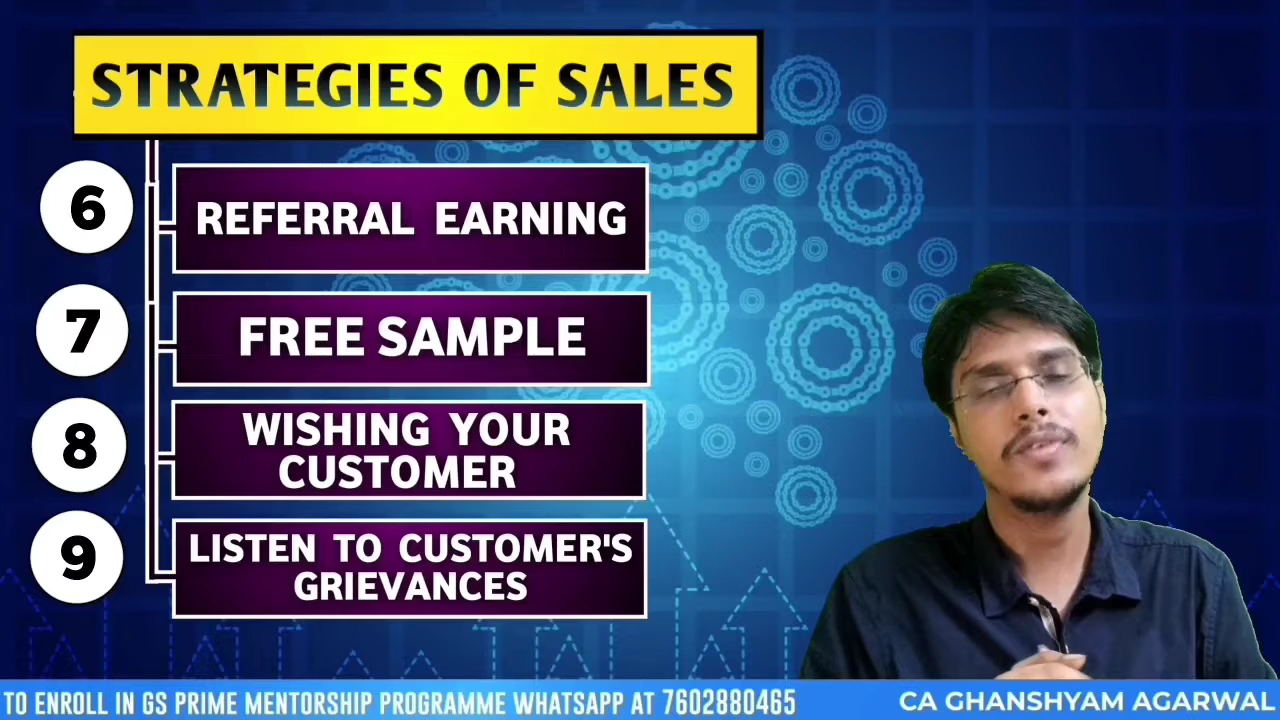 STRATEGIES OF SALES
6
REFERRAL EARNING
7
FREE SAMPLE
8
WISHING YOUR
CUSTOMER
9
LISTEN TO CUSTOMER'S
GRIEVANCES
TO ENROLL IN GS PRIME MENTORSHIP PROGRAMME WHATSAPP AT 7602880465
CA GHANSHYAM AGARWAL